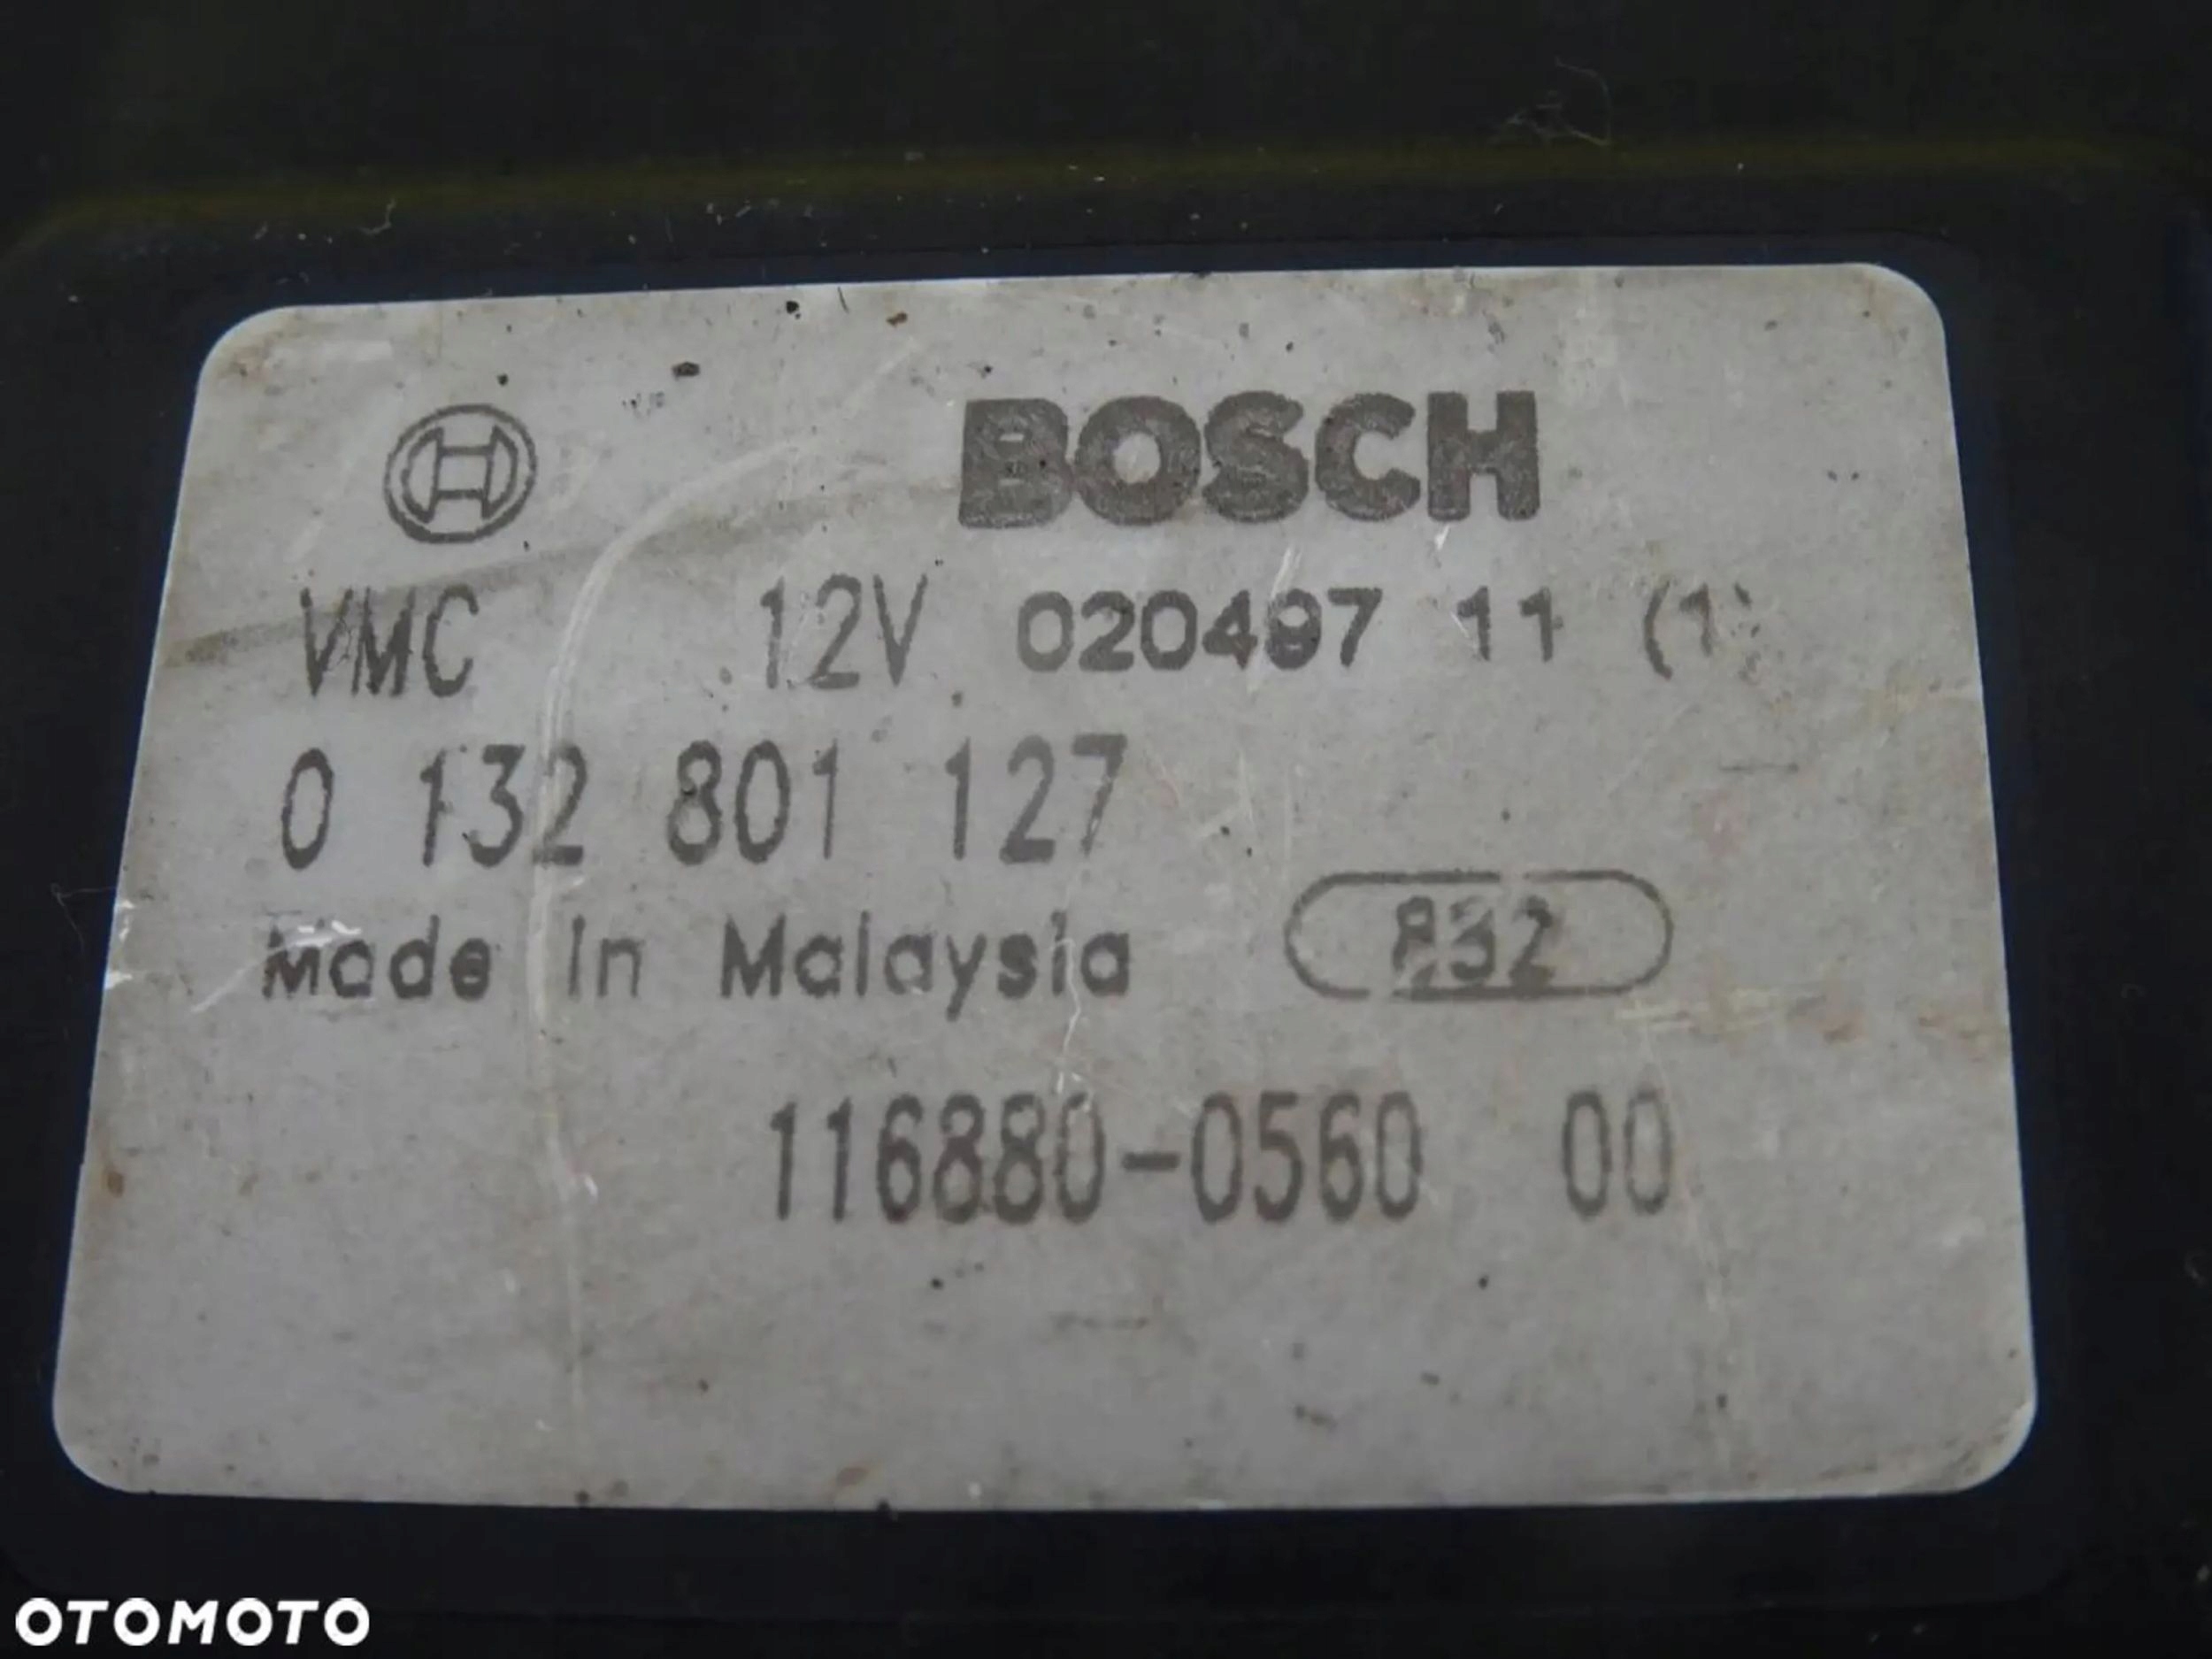 BOSCH
VMC 12V 020497 11 (1)
0 132 801 127
Made in Malaysia 832
116880-0560 00
OTOMOTO